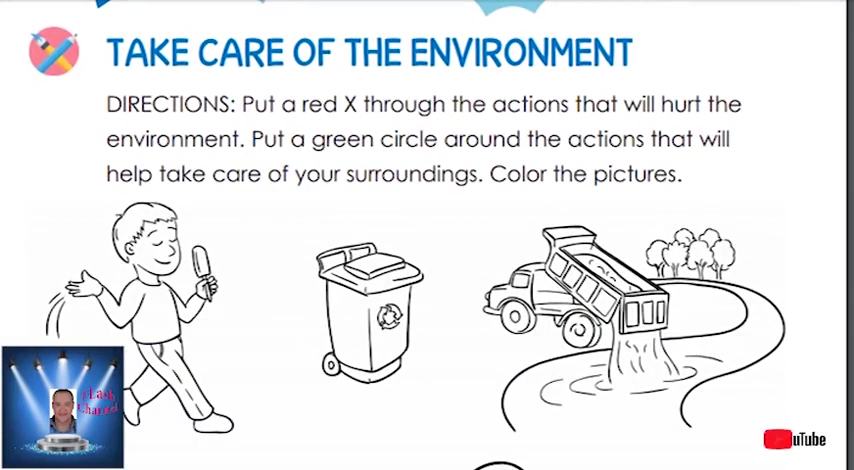 TAKE CARE OF THE ENVIRONMENT
DIRECTIONS: Put a red X through the actions that will hurt the
environment. Put a green circle around the actions that will
help take care of your surroundings. Color the pictures.
Channel
uTube